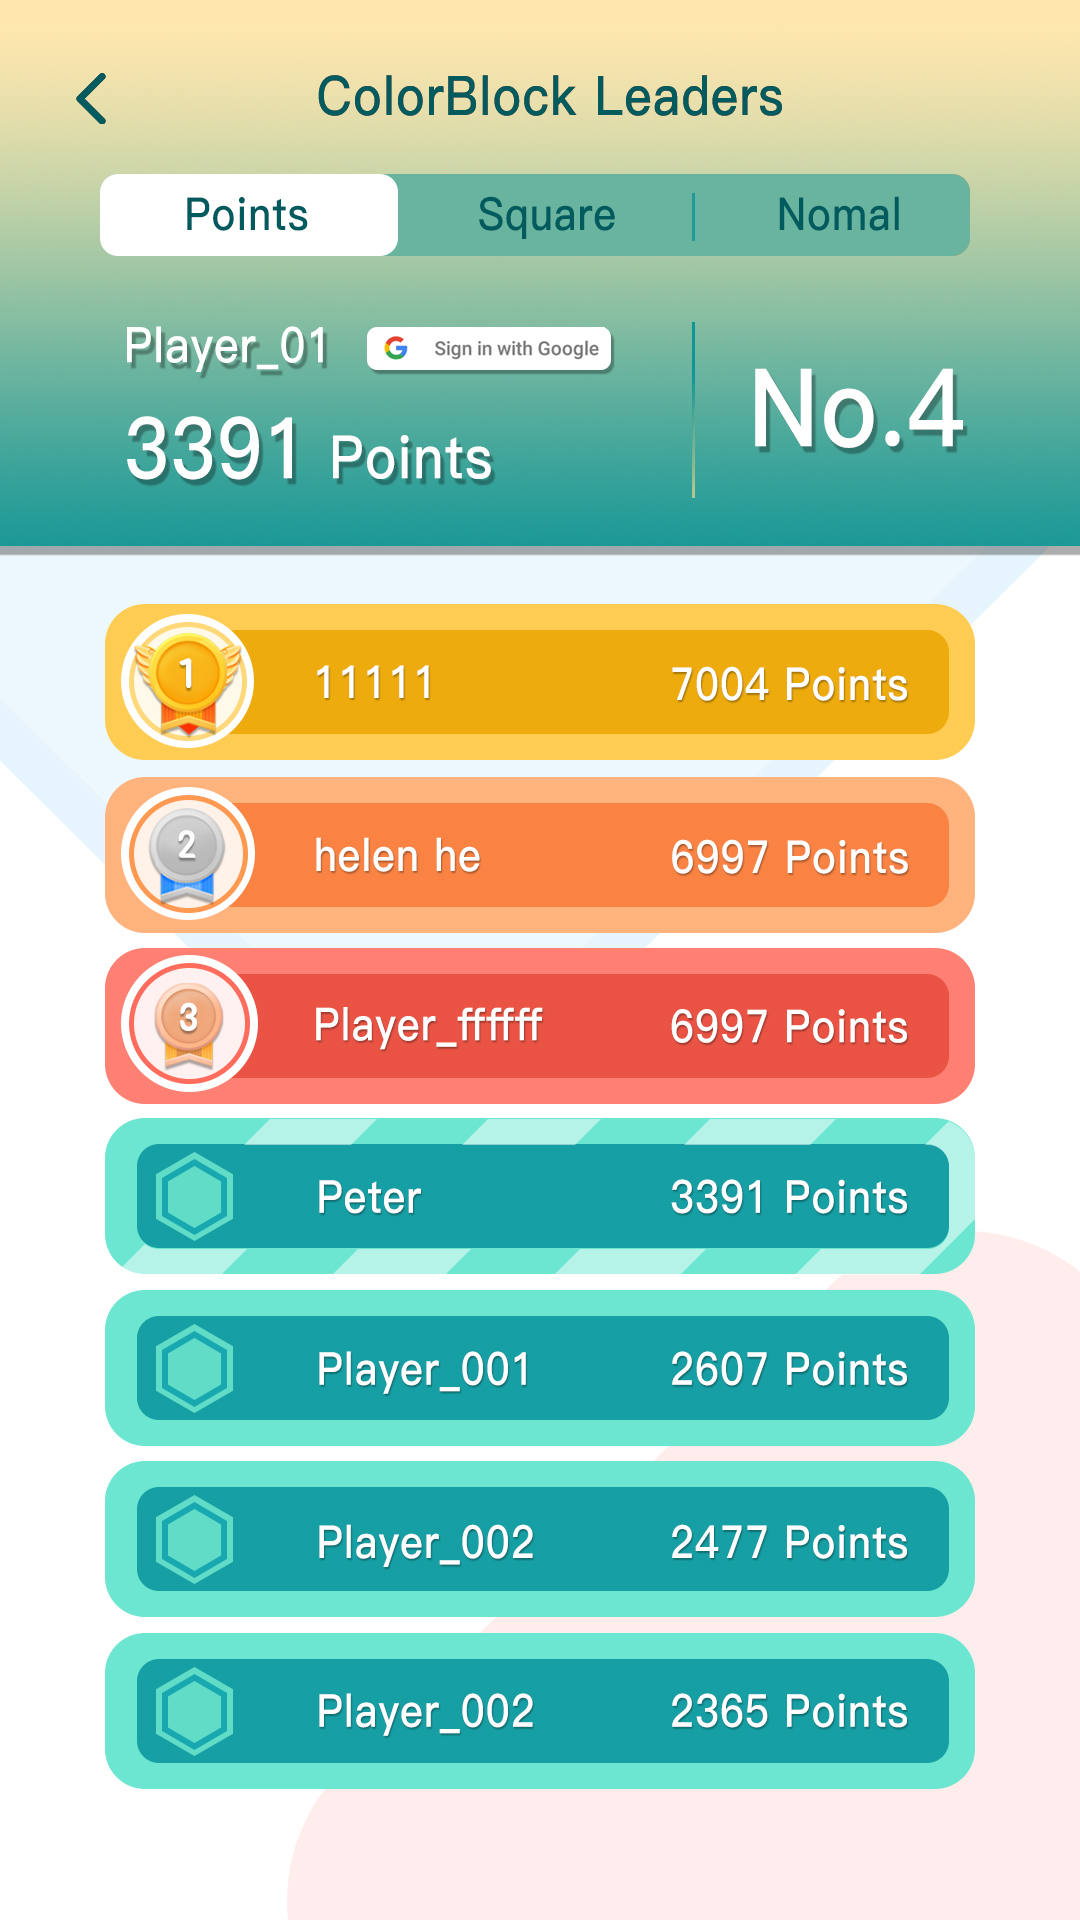 ColorBlock Leaders
Points Square Nomal
Player_01 Sign in with Google
3391 Points
No.4
1 11111 7004 Points
2 helen he 6997 Points
3 Player_ffffff 6997 Points
Peter 3391 Points
Player_001 2607 Points
Player_002 2477 Points
Player_002 2365 Points